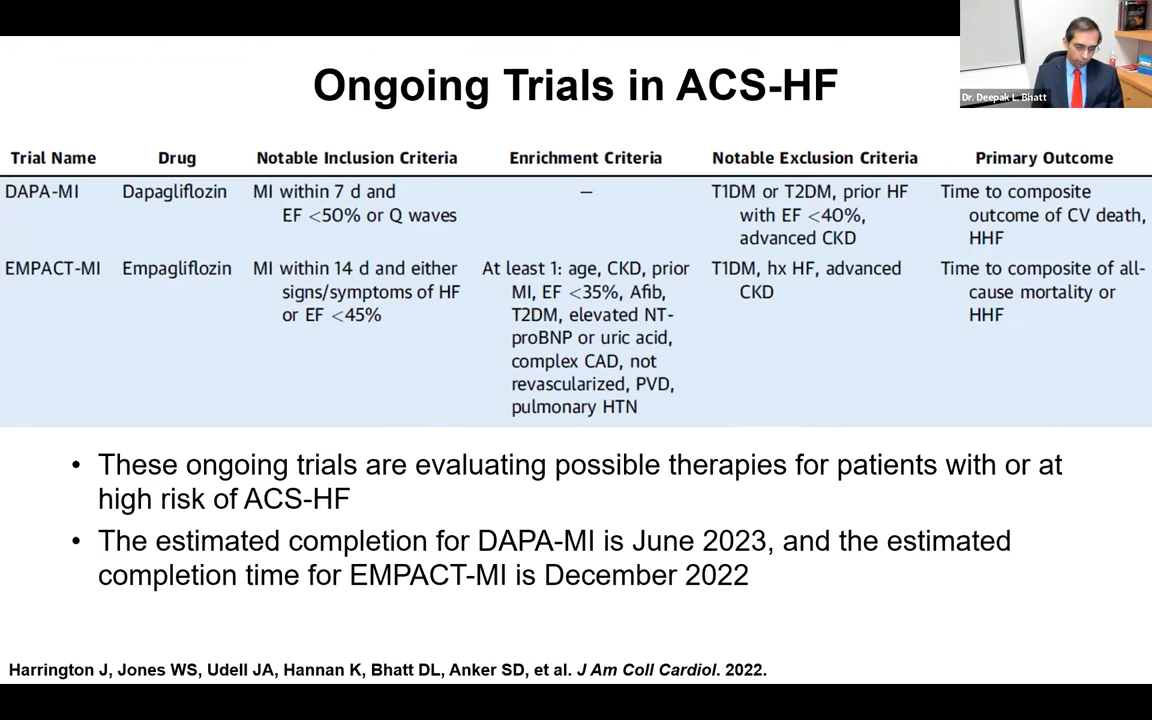 Ongoing Trials in ACS-HF
Dr. Deepak L. Bhatt
Trial Name Drug Notable Inclusion Criteria Enrichment Criteria Notable Exclusion Criteria Primary Outcome
DAPA-MI Dapagliflozin MI within 7 d and — T1DM or T2DM, prior HF Time to composite
EF <50% or Q waves with EF <40%, outcome of CV death,
advanced CKD HHF
EMPACT-MI Empagliflozin MI within 14 d and either At least 1: age, CKD, prior T1DM, hx HF, advanced Time to composite of all-
signs/symptoms of HF MI, EF <35%, Afib, CKD cause mortality or
or EF <45% T2DM, elevated NT- HHF
proBNP or uric acid,
complex CAD, not
revascularized, PVD,
pulmonary HTN
• These ongoing trials are evaluating possible therapies for patients with or at
high risk of ACS-HF
• The estimated completion for DAPA-MI is June 2023, and the estimated
completion time for EMPACT-MI is December 2022
Harrington J, Jones WS, Udell JA, Hannan K, Bhatt DL, Anker SD, et al. J Am Coll Cardiol. 2022.